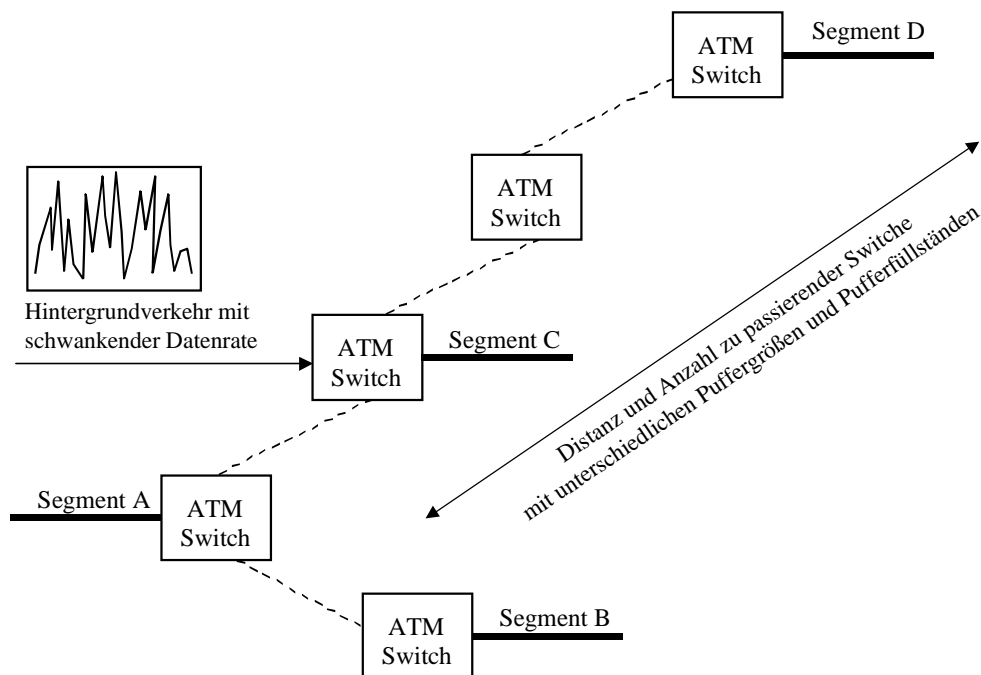 ATM
Switch
Segment D
ATM
Switch
Hintergrundverkehr mit
schwankender Datenrate
ATM
Switch
Segment C
Distanz und Anzahl zu passierender Switche
mit unterschiedlichen Puffergrößen und Pufferfüllständen
Segment A
ATM
Switch
ATM
Switch
Segment B